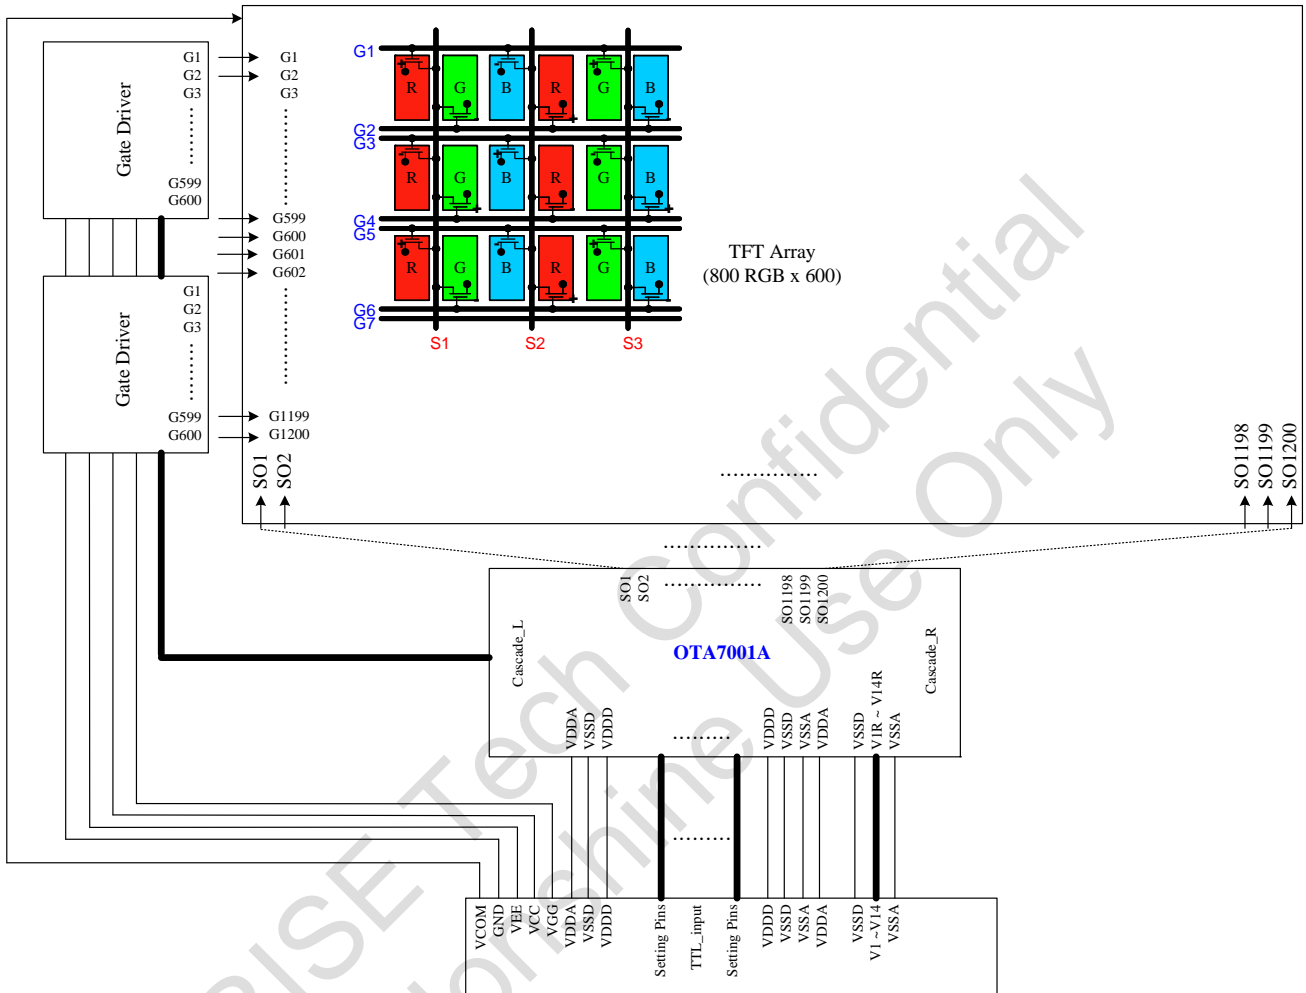 Gate Driver
G1
G2
G3
G599
G600
Gate Driver
G1
G2
G3
G599
G600
G1
G2
G3
G599
G600
G601
G602
G1199
G1200
G1
R G B R G B
G2
G3
R G B R G B
G4
G5
R G B R G B
G6
G7
S1 S2 S3
TFT Array
(800 RGB x 600)
SO1
SO2
SO1198
SO1199
SO1200
SO1
SO2
SO1198
SO1199
SO1200
Cascade_L
OTA7001A
Cascade_R
VDDA
VSSD
VDDD
VDDD
VSSD
VSSA
VDDA
VSSD
V1R ~ V14R
VSSA
VCOM
GND
VEE
VCC
VGG
VDDA
VSSD
VDDD
Setting Pins
TTL_input
Setting Pins
VDDD
VSSD
VSSA
VDDA
VSSD
V1 ~V14
VSSA
RISE Tech Confidential
ionshine Use Only